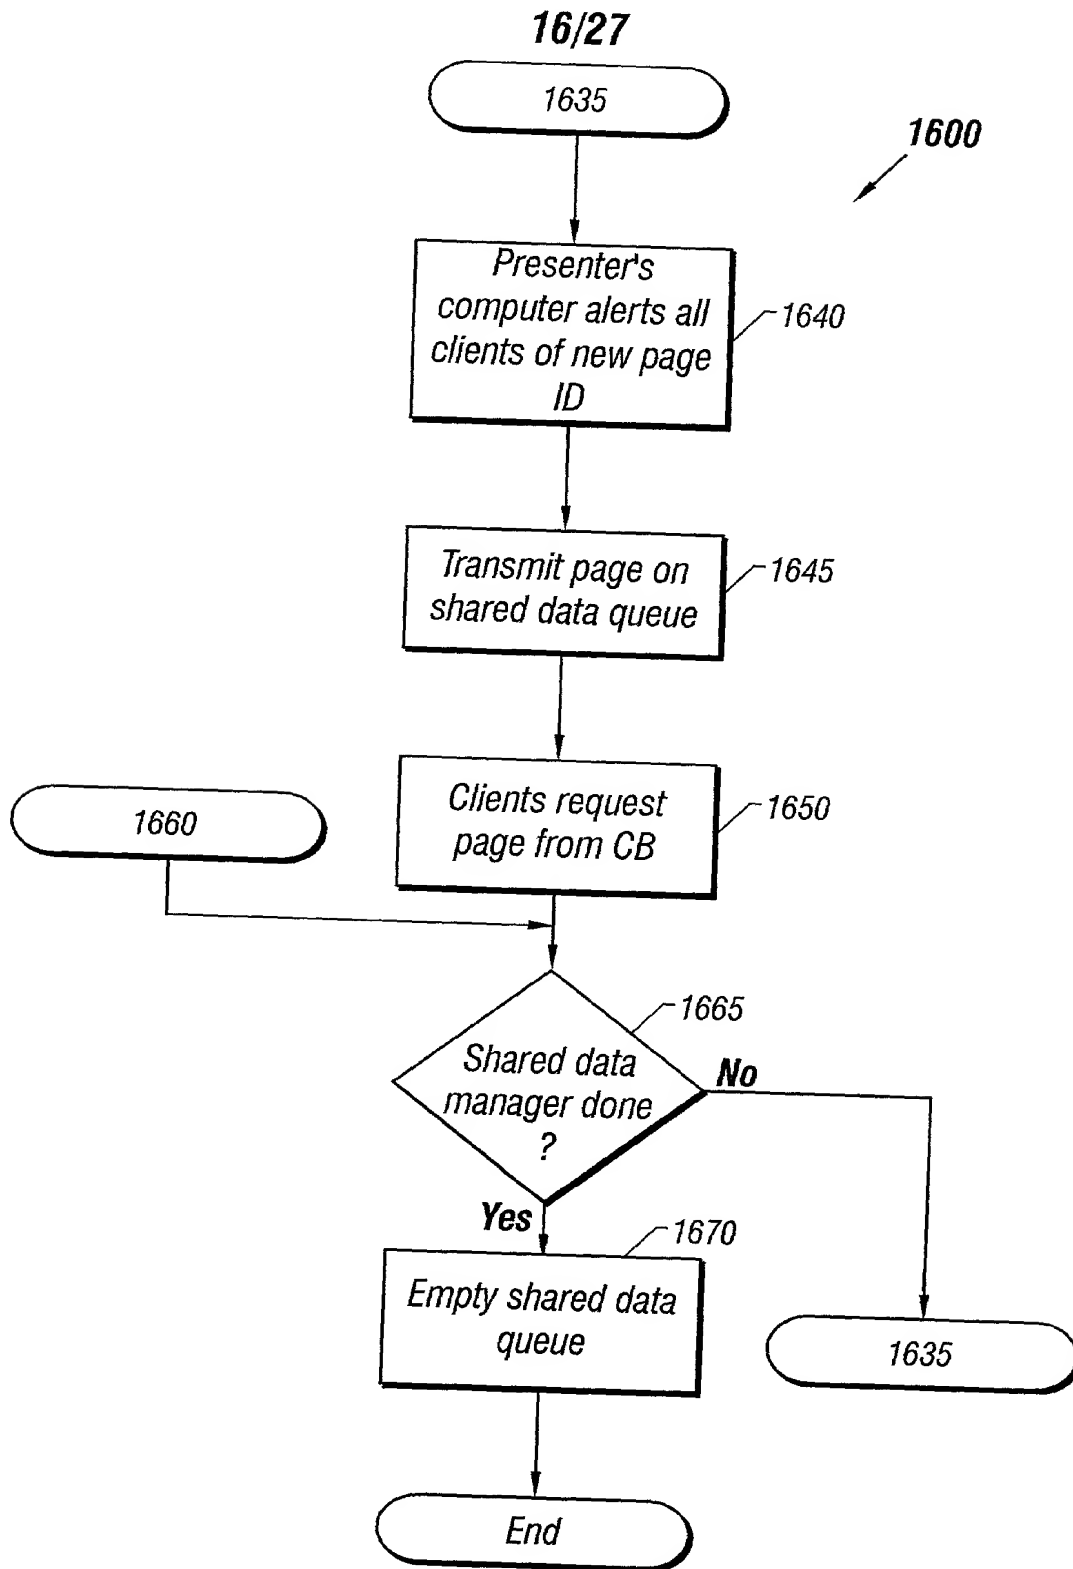 16/27
1635
1600
Presenter's
computer alerts all
clients of new page
ID
1640
Transmit page on
shared data queue
1645
Clients request
page from CB
1650
1660
Shared data
manager done
?
1665
No
Yes
1670
Empty shared data
queue
1635
End